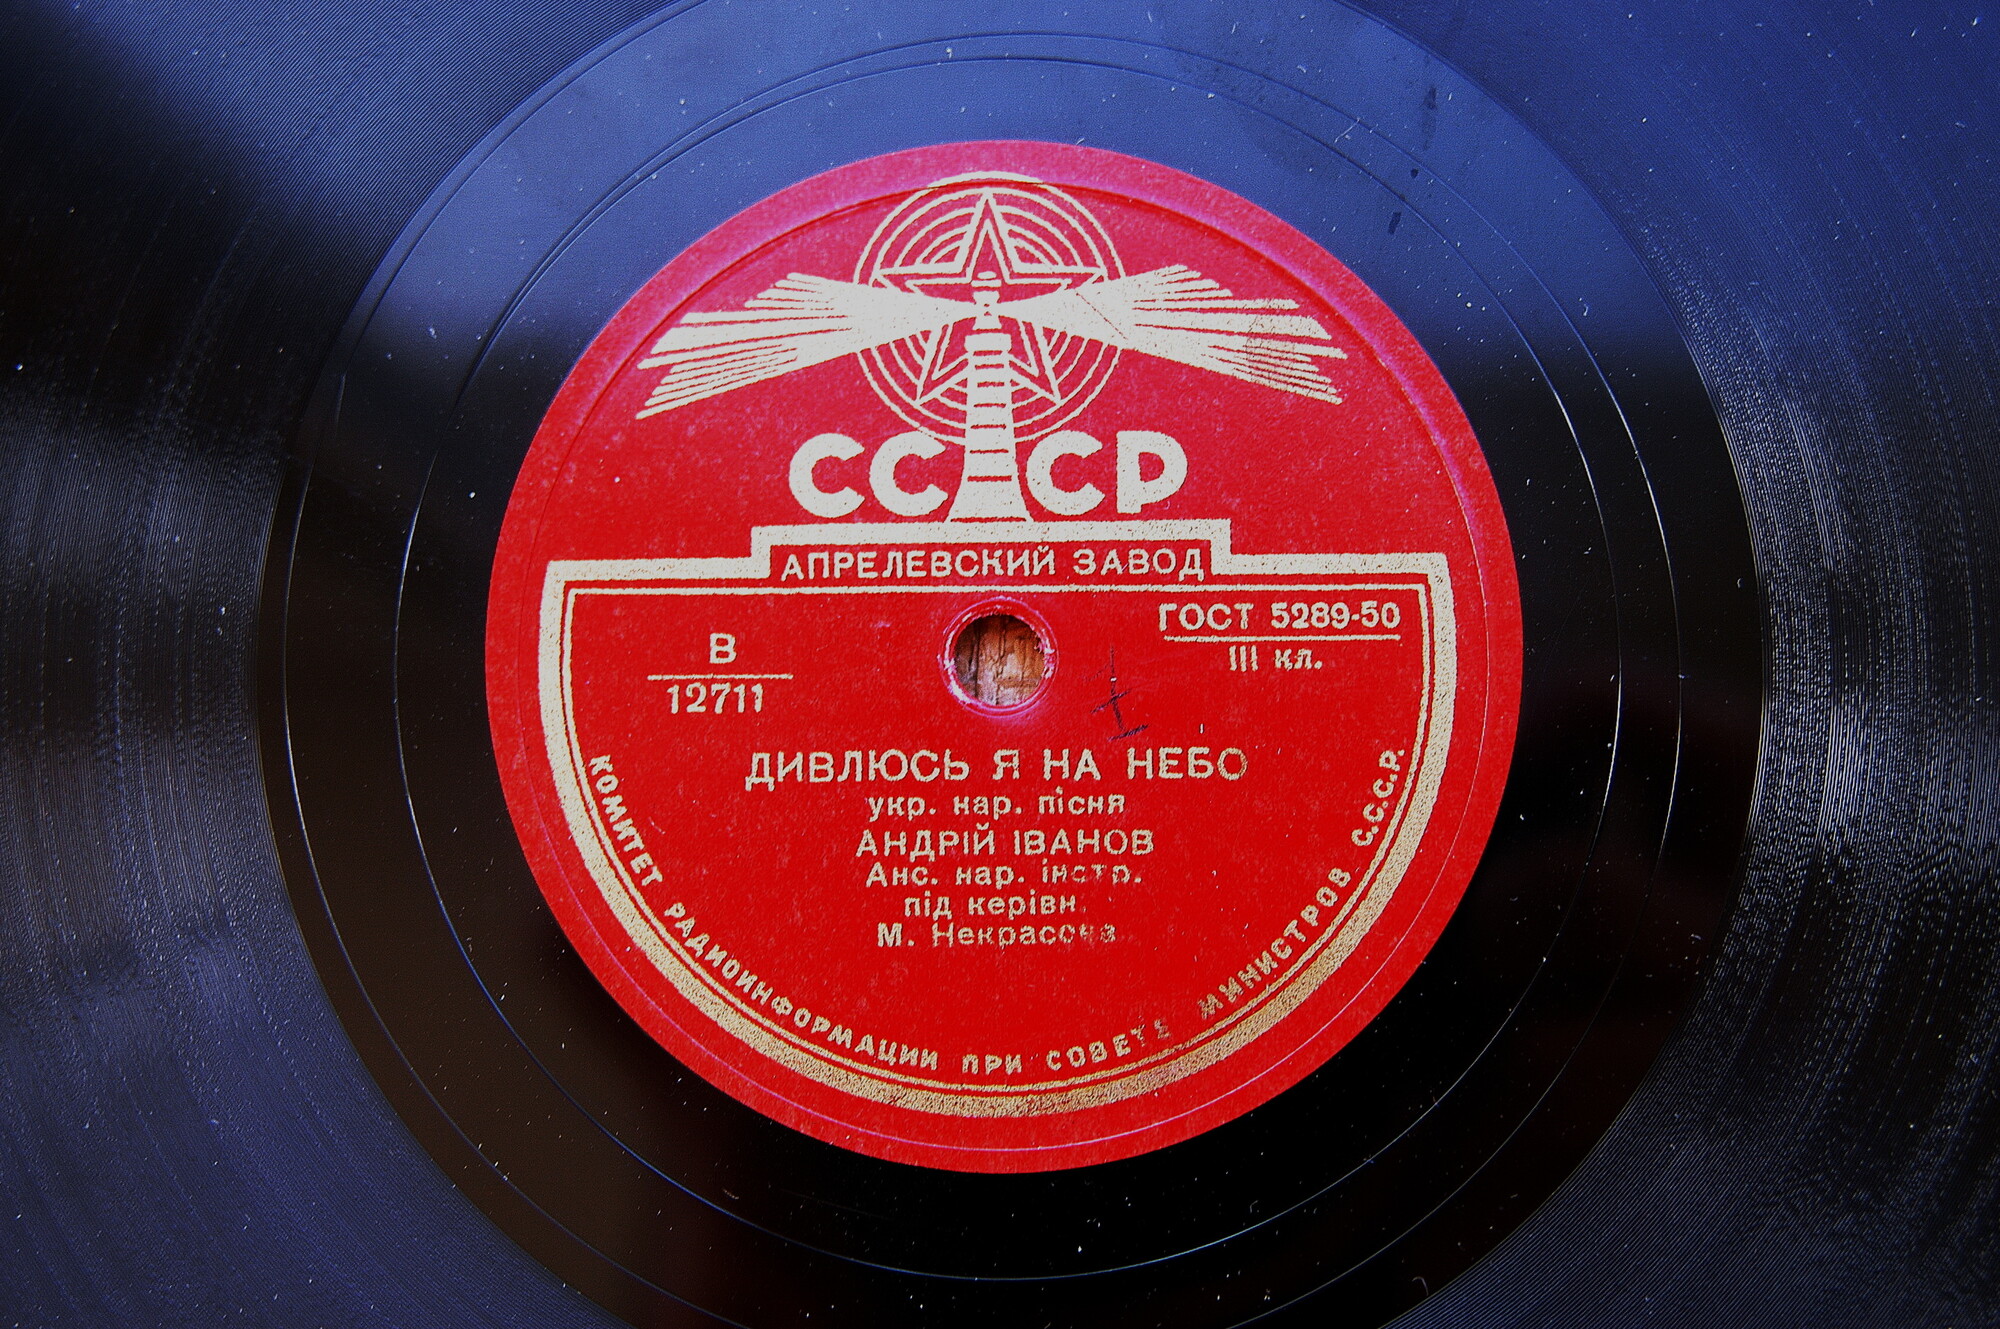 СССР
АПРЕЛЕВСКИЙ ЗАВОД
ГОСТ 5289-50
III кл.
В
12711
ДИВЛЮСЬ Я НА НЕБО
укр. нар. пісня
АНДРІЙ ІВАНОВ
Анс. нар. інстр.
під керівн.
М. Некрасова
КОМИТЕТ РАДИОИНФОРМАЦИИ ПРИ СОВЕТЕ МИНИСТРОВ С.С.С.Р.